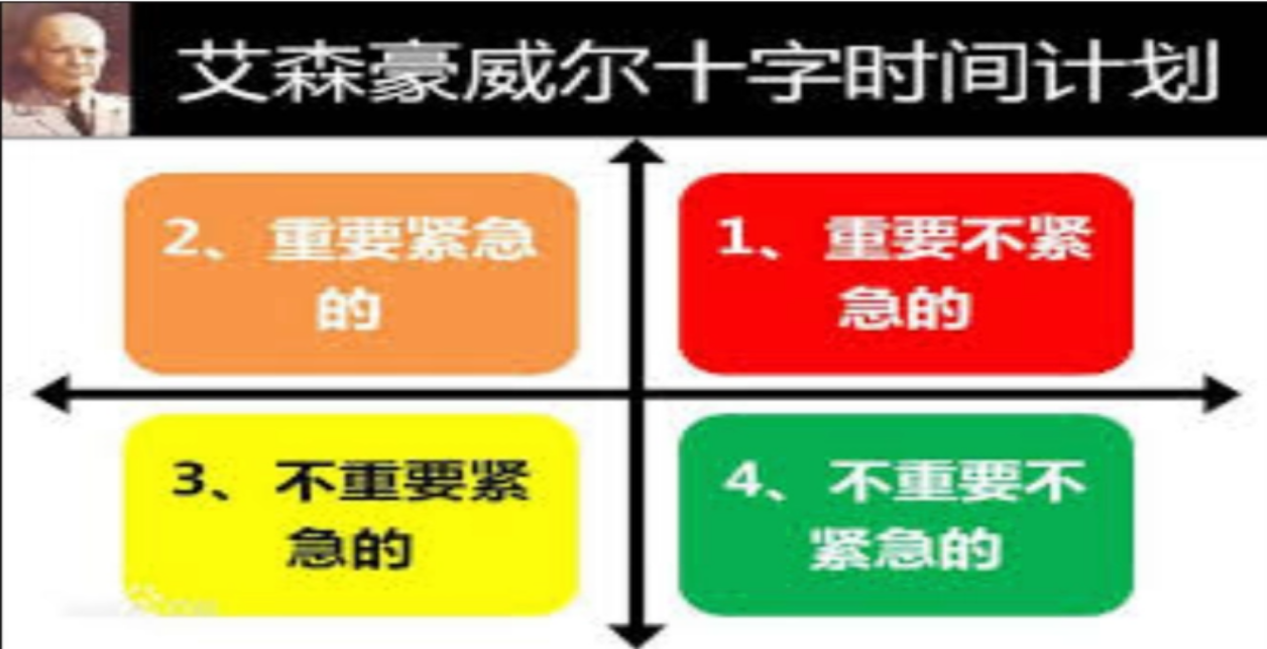 艾森豪威尔十字时间计划
2、重要紧急
的
1、重要不紧
急的
3、不重要紧
急的
4、不重要不
紧急的